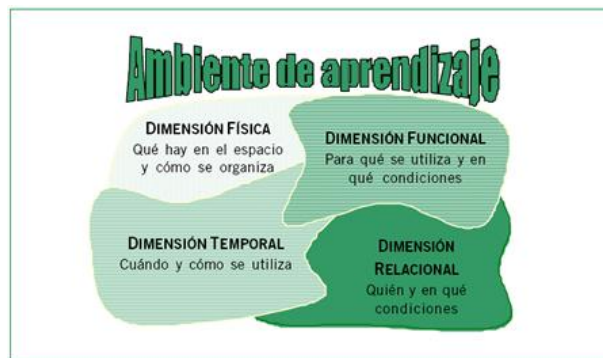 Ambiente de aprendizaje
DIMENSIÓN FÍSICA
Qué hay en el espacio
y cómo se organiza
DIMENSIÓN FUNCIONAL
Para qué se utiliza y en
qué condiciones
DIMENSIÓN TEMPORAL
Cuándo y cómo se utiliza
DIMENSIÓN
RELACIONAL
Quién y en qué
condiciones